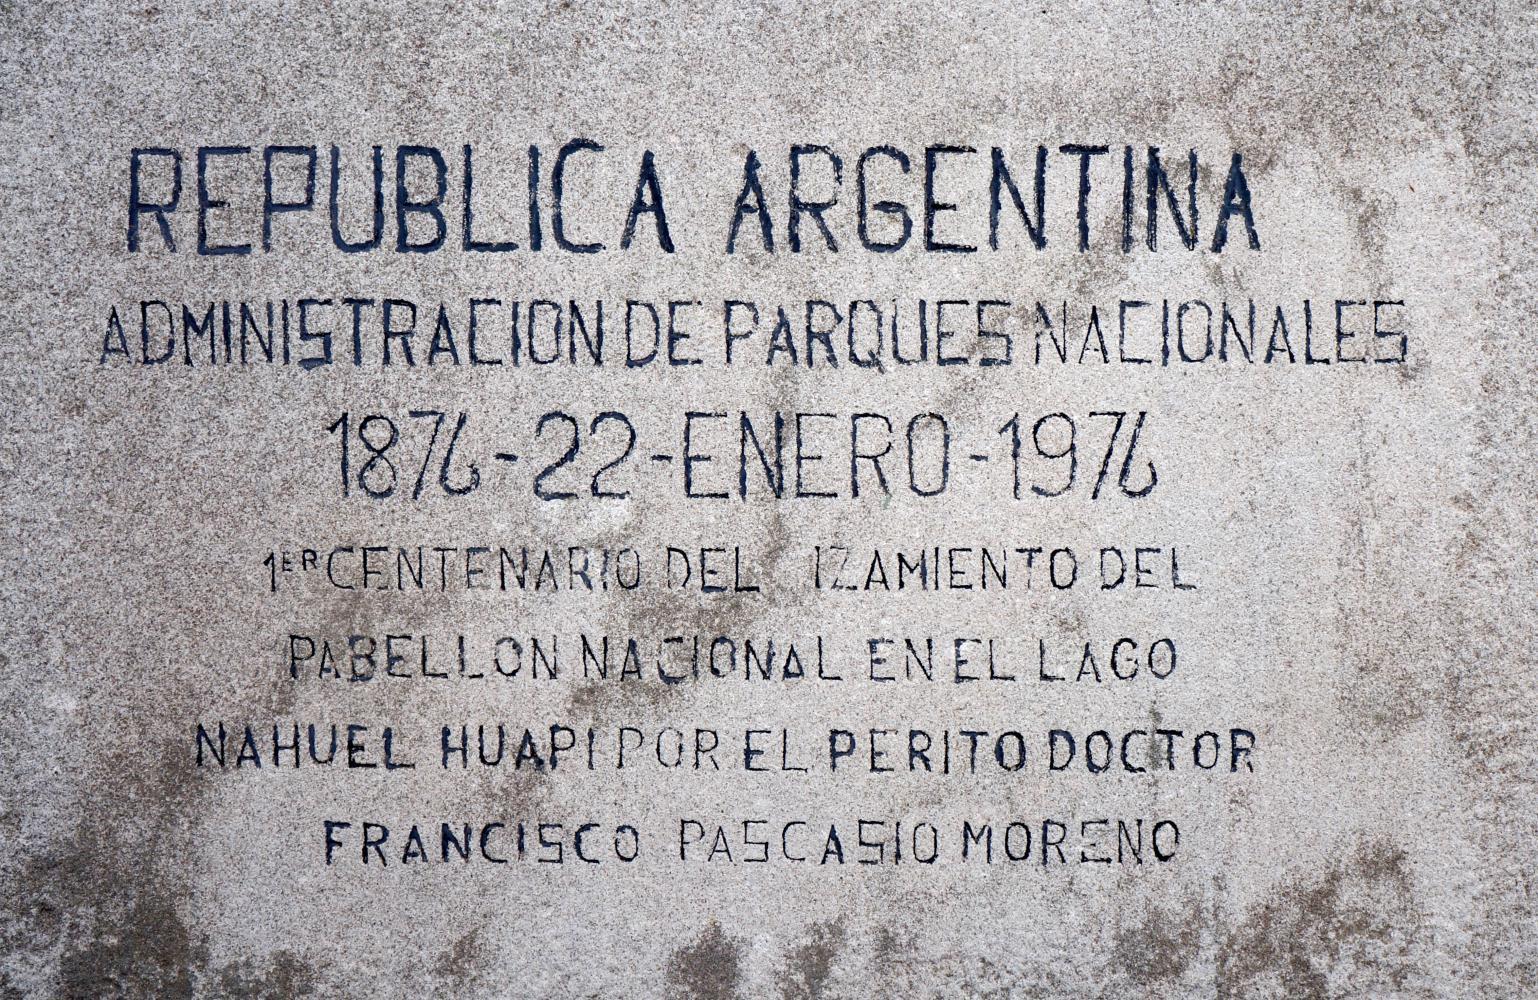 REPUBLICA ARGENTINA
ADMINISTRACION DE PARQUES NACIONALES
1876-22-ENERO-1976
1ER CENTENARIO DEL IZAMIENTO DEL
PABELLON NACIONAL EN EL LAGO
NAHUEL HUAPI POR EL PERITO DOCTOR
FRANCISCO PASCASIO MORENO